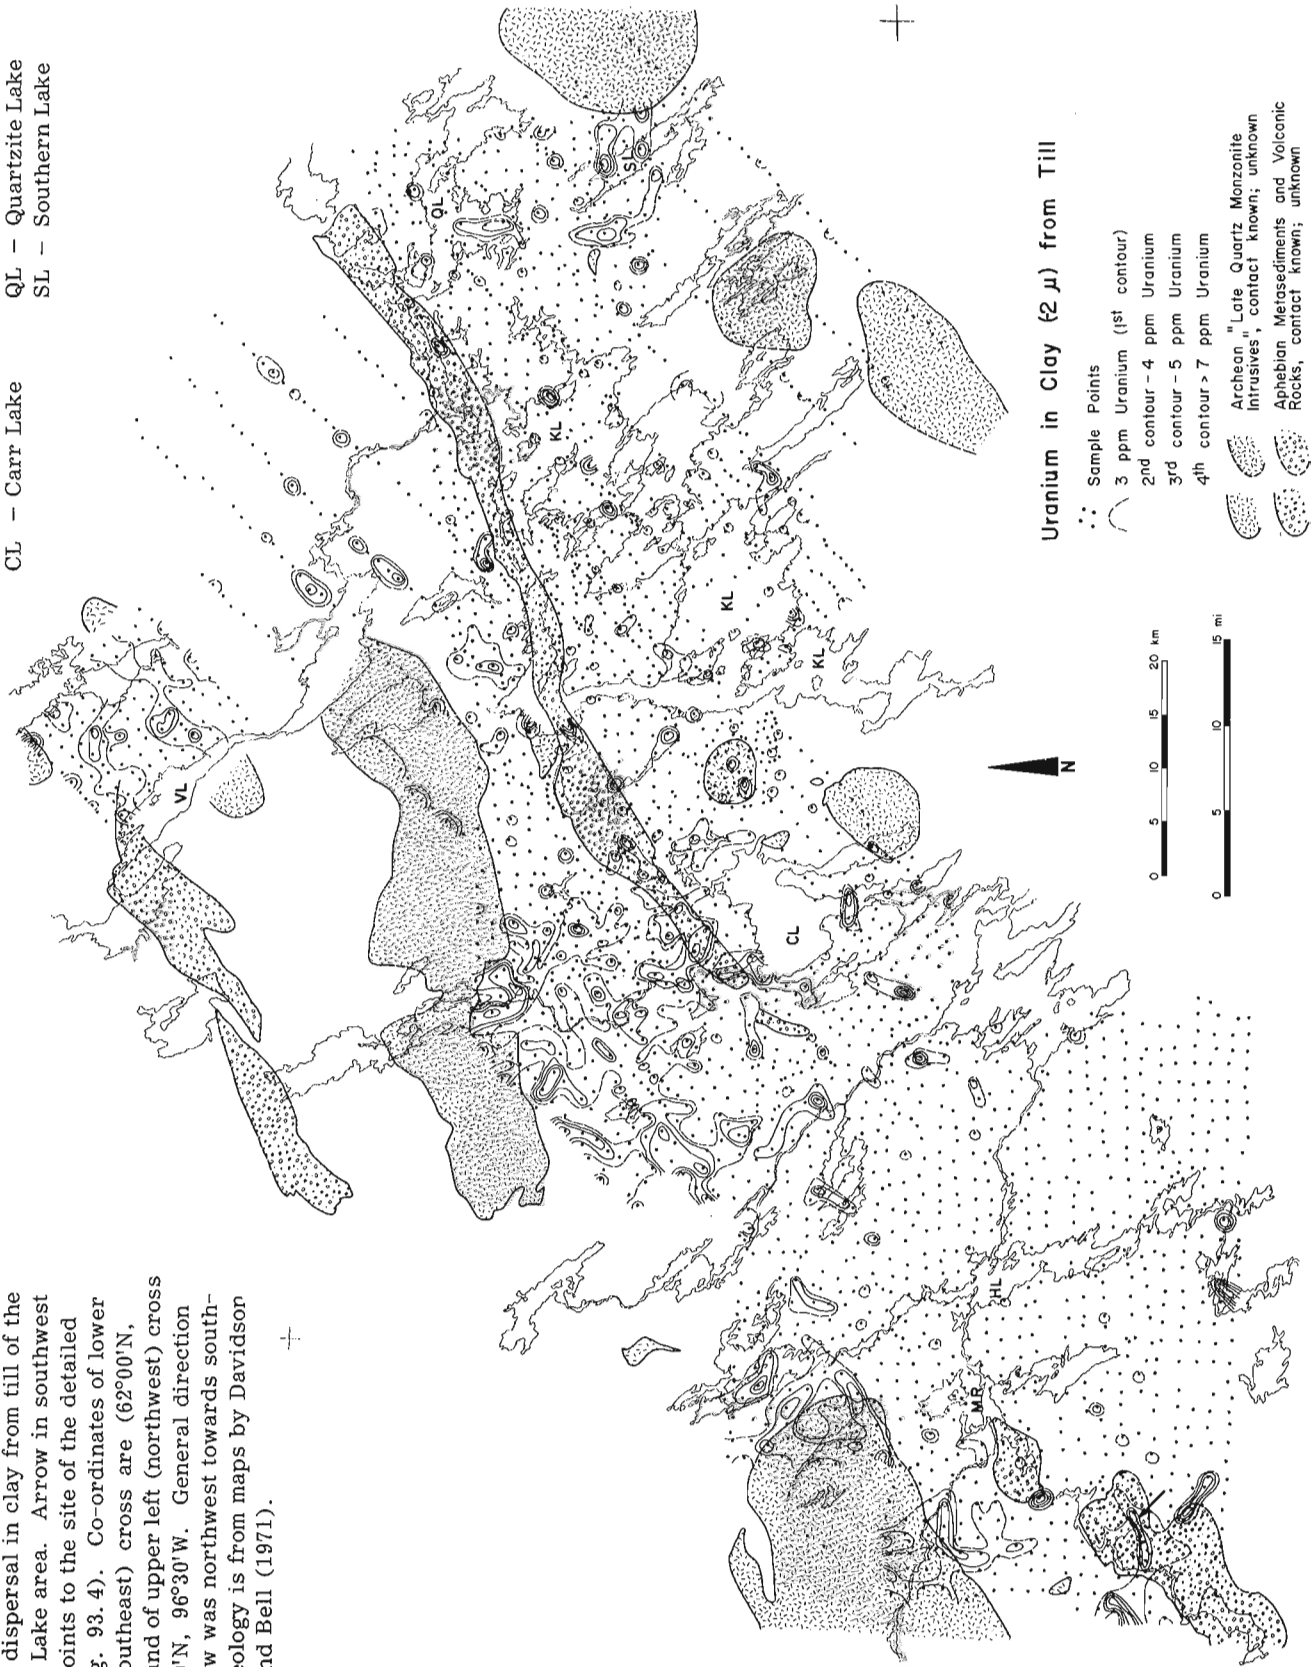 dispersal in clay from till of the
Lake area. Arrow in southwest
oints to the site of the detailed
g. 93. 4). Co-ordinates of lower
outheast) cross are (62°00'N,
nd of upper left (northwest) cross
'N, 96°30'W. General direction
w was northwest towards south-
eology is from maps by Davidson
nd Bell (1971).
CL - Carr Lake
QL - Quartzite Lake
SL - Southern Lake
VL
QL
SL
KL
KL
KL
CL
HL
MR
N
0 5 10 15 20 km
0 5 10 15 mi
Uranium in Clay (-2 μ) from Till
Sample Points
3 ppm Uranium (1st contour)
2nd contour - 4 ppm Uranium
3rd contour - 5 ppm Uranium
4th contour > 7 ppm Uranium
Archean "Late Quartz Monzonite
Intrusives", contact known; unknown
Aphebian Metasediments and Volcanic
Rocks, contact known; unknown